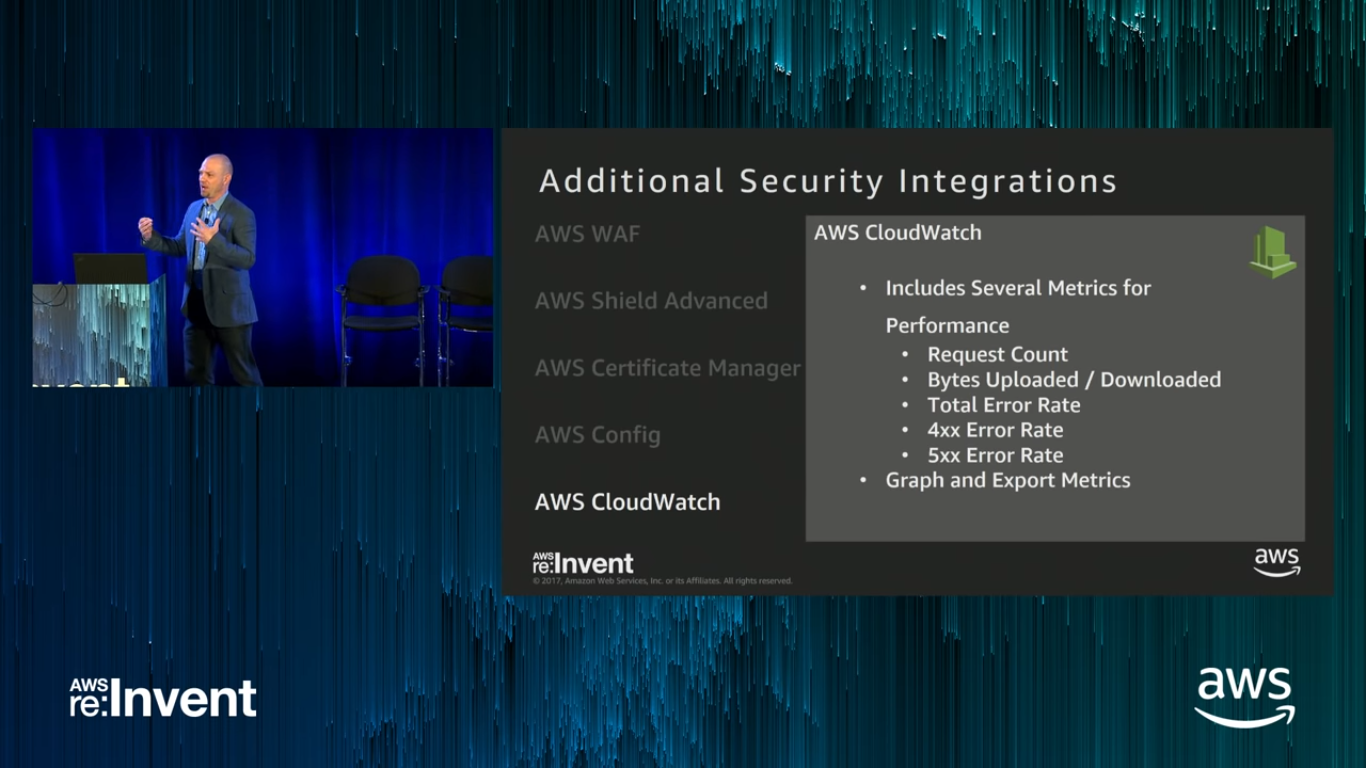 Additional Security Integrations
AWS WAF
AWS Shield Advanced
AWS Certificate Manager
AWS Config
AWS CloudWatch
AWS CloudWatch
• Includes Several Metrics for
Performance
• Request Count
• Bytes Uploaded / Downloaded
• Total Error Rate
• 4xx Error Rate
• 5xx Error Rate
• Graph and Export Metrics
AWS
re:Invent
© 2017, Amazon Web Services, Inc. or its Affiliates. All rights reserved.
aws
AWS
re:Invent
aws